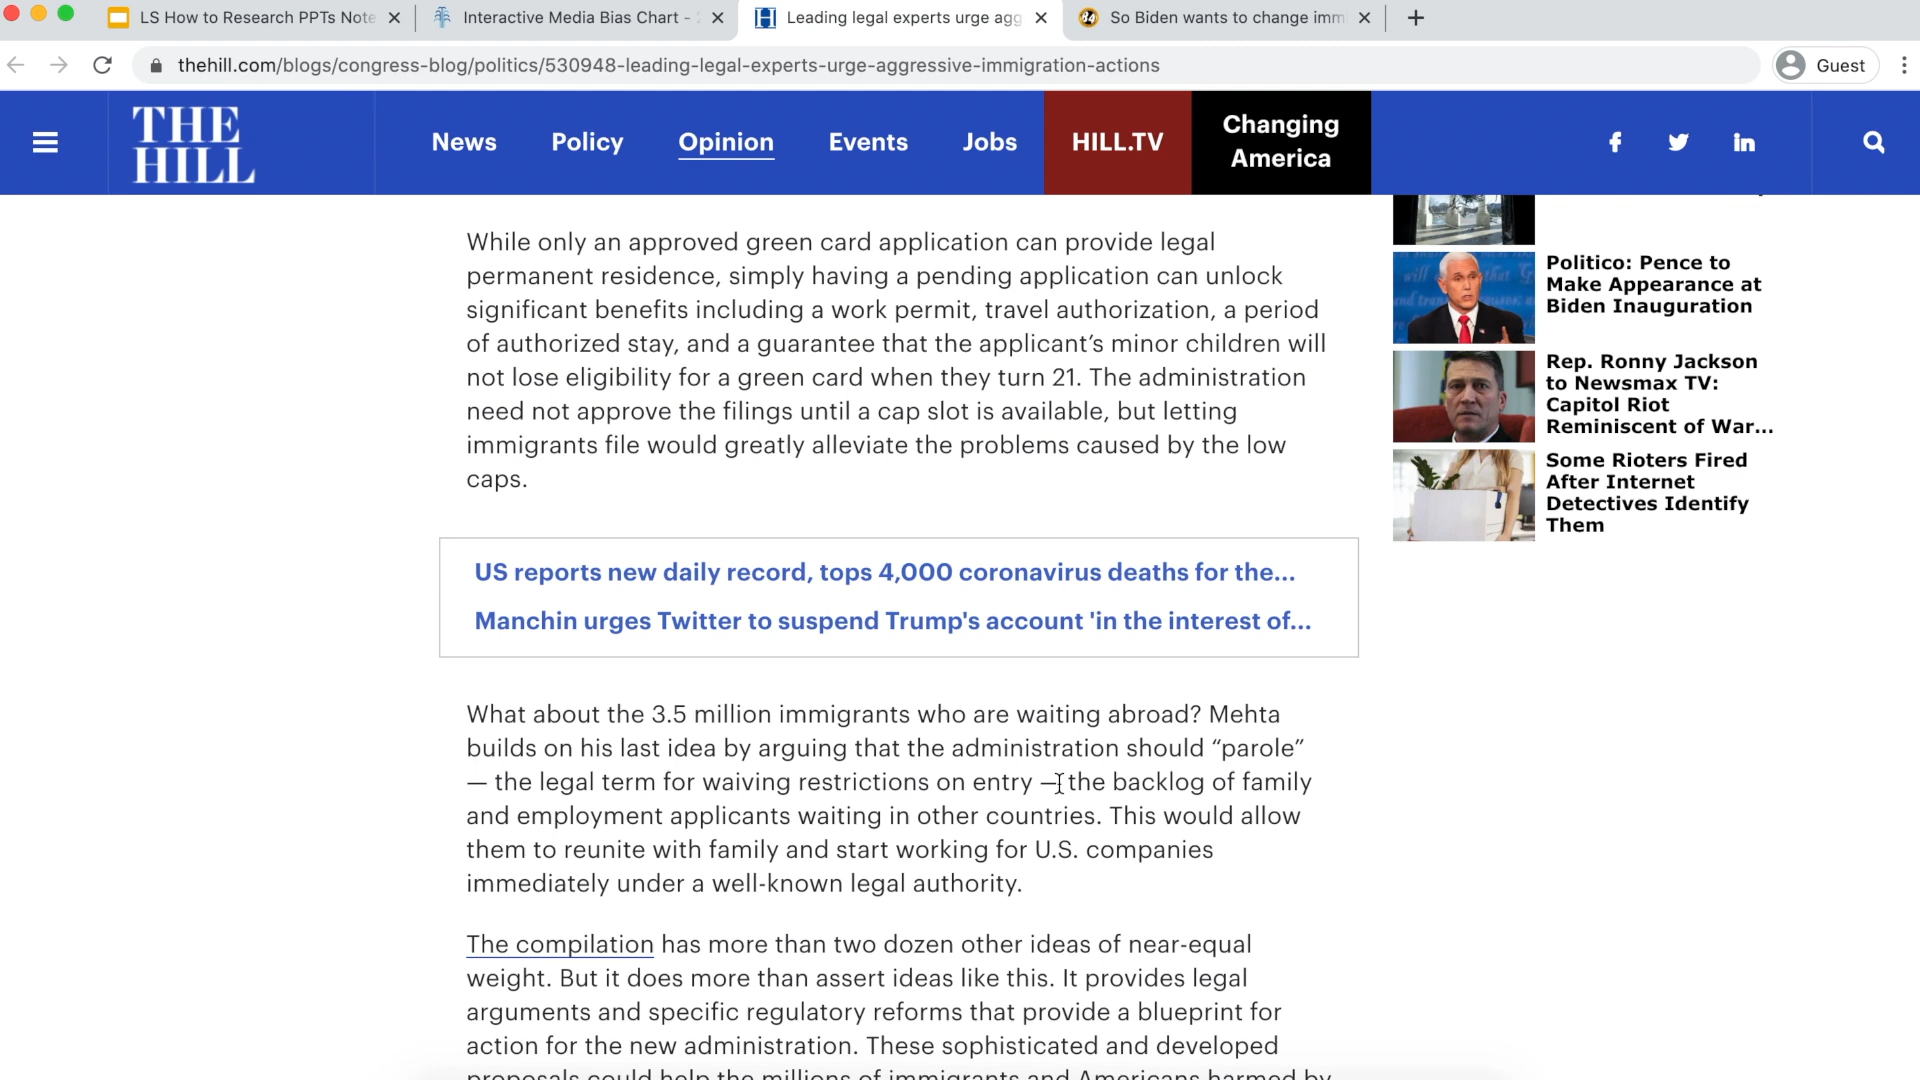 LS How to Research PPTs Note
Interactive Media Bias Chart -
Leading legal experts urge agg
So Biden wants to change imm
thehill.com/blogs/congress-blog/politics/530948-leading-legal-experts-urge-aggressive-immigration-actions
Guest
THE
HILL
News
Policy
Opinion
Events
Jobs
HILL.TV
Changing
America
While only an approved green card application can provide legal
permanent residence, simply having a pending application can unlock
significant benefits including a work permit, travel authorization, a period
of authorized stay, and a guarantee that the applicant’s minor children will
not lose eligibility for a green card when they turn 21. The administration
need not approve the filings until a cap slot is available, but letting
immigrants file would greatly alleviate the problems caused by the low
caps.
US reports new daily record, tops 4,000 coronavirus deaths for the...
Manchin urges Twitter to suspend Trump's account 'in the interest of...
What about the 3.5 million immigrants who are waiting abroad? Mehta
builds on his last idea by arguing that the administration should “parole”
— the legal term for waiving restrictions on entry — the backlog of family
and employment applicants waiting in other countries. This would allow
them to reunite with family and start working for U.S. companies
immediately under a well-known legal authority.
The compilation has more than two dozen other ideas of near-equal
weight. But it does more than assert ideas like this. It provides legal
arguments and specific regulatory reforms that provide a blueprint for
action for the new administration. These sophisticated and developed
proposals could help the millions of immigrants and Americans harmed by
Politico: Pence to
Make Appearance at
Biden Inauguration
Rep. Ronny Jackson
to Newsmax TV:
Capitol Riot
Reminiscent of War...
Some Rioters Fired
After Internet
Detectives Identify
Them